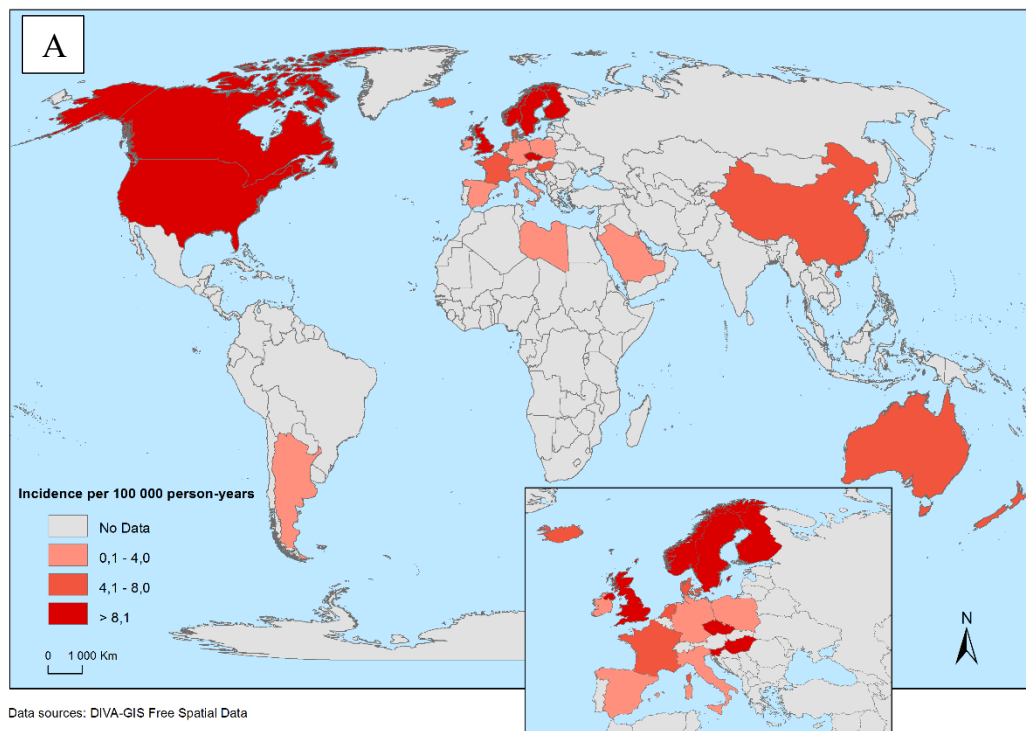 A
Incidence per 100 000 person-years
No Data
0,1 - 4,0
4,1 - 8,0
> 8,1
0 1 000 Km
N
Data sources: DIVA-GIS Free Spatial Data